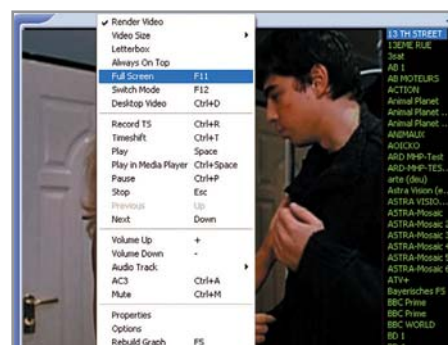 Render Video
Video Size
Letterbox
Always On Top
Full Screen F11
Switch Mode F12
Desktop Video Ctrl+D
Record TS Ctrl+R
Timeshift Ctrl+T
Play Space
Play in Media Player Ctrl+Space
Pause Ctrl+P
Stop Esc
Previous Up
Next Down
Volume Up +
Volume Down -
Audio Track
AC3 Ctrl+A
Mute Ctrl+M
Properties
Options
Rebuild Graph F5
13 TH STREET
13EME RUE
3sat
AB 1
AB MOTEURS
ACTION
Animal Planet
Animal Planet ...
Animal Planet ...
ANIMAUX
AOICKO
ARD MHP-Test
ARD-MHP-TES...
arte (deu)
Astra Vision (e...
ASTRA VISIO...
ASTRA-Mosaic
ASTRA-Mosaic 2
ASTRA-Mosaic 3
ASTRA-Mosaic 4
ASTRA-Mosaic 5
ASTRA-Mosaic
ATV+
Bayerisches FS
BBC Prime
BBC Prime
BBC WORLD
BD 1